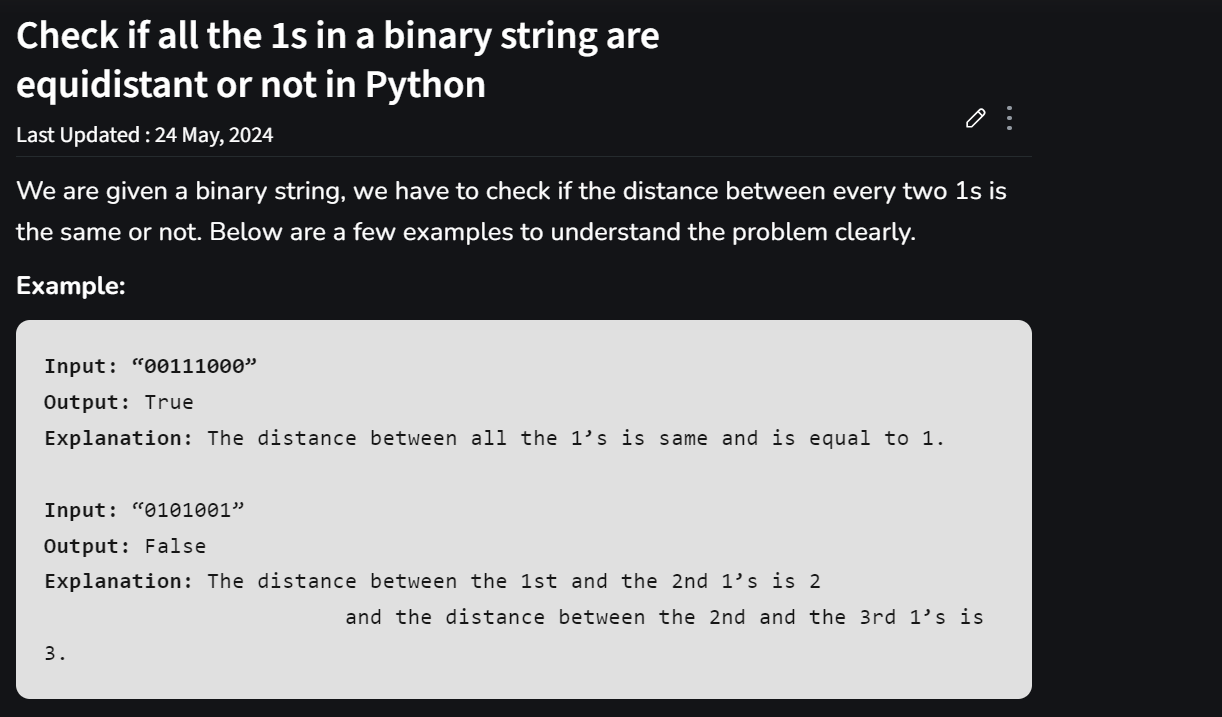 Check if all the 1s in a binary string are
equidistant or not in Python
Last Updated : 24 May, 2024
We are given a binary string, we have to check if the distance between every two 1s is
the same or not. Below are a few examples to understand the problem clearly.
Example:
Input: “00111000”
Output: True
Explanation: The distance between all the 1’s is same and is equal to 1.
Input: “0101001”
Output: False
Explanation: The distance between the 1st and the 2nd 1’s is 2
and the distance between the 2nd and the 3rd 1’s is
3.